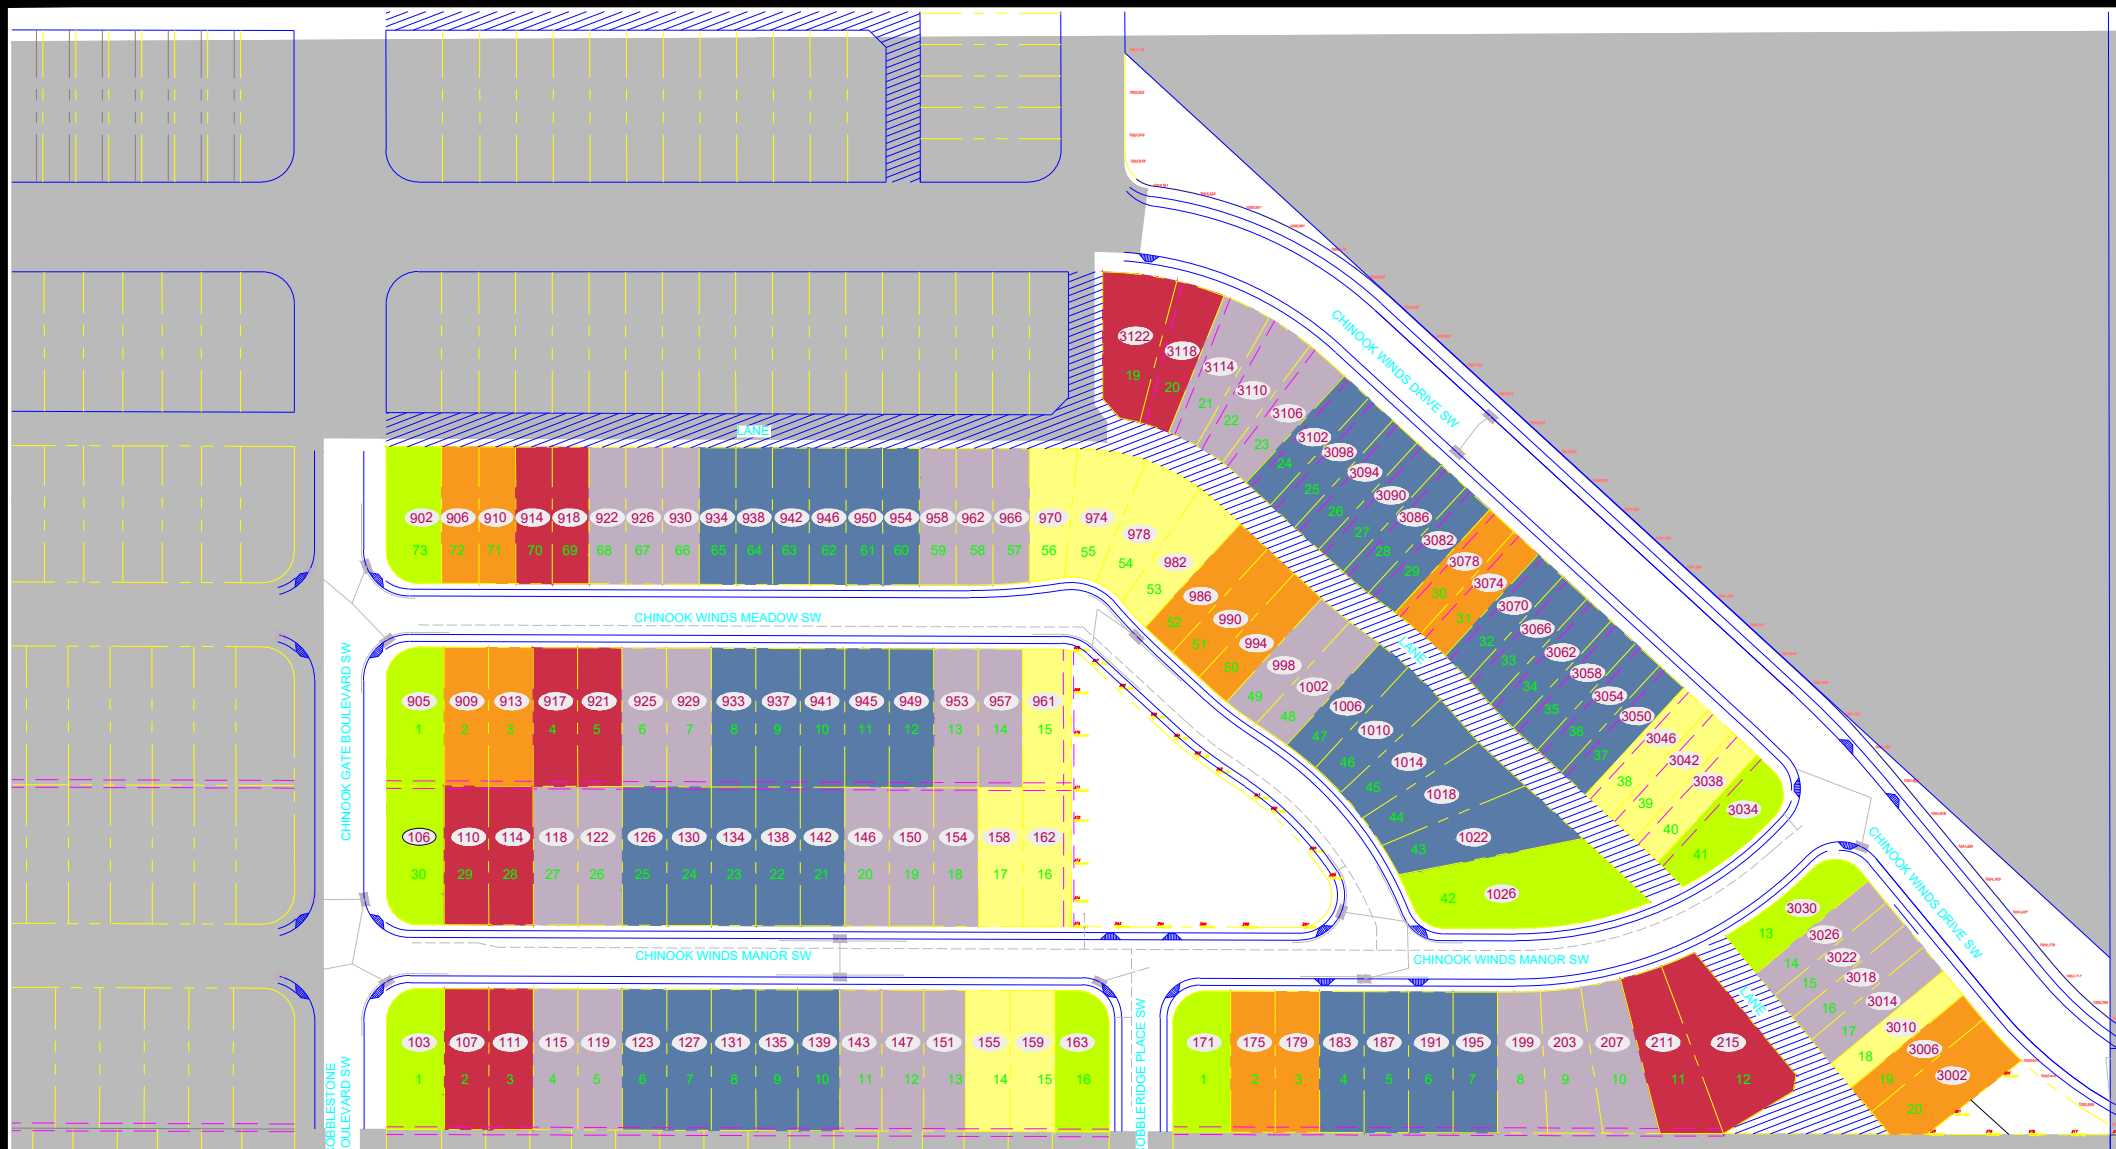 CHINOOK WINDS DRIVE SW
3122 3118 3114 3110 3106 3102 3098 3094 3090 3086 3082 3078 3074 3070 3066 3062 3058 3054 3050 3046 3042 3038 3034
19 20 21 22 23 24 25 26 27 28 29 30 31 32 33 34 35 36 37 38 39 40 41
LANE
902 906 910 914 918 922 926 930 934 938 942 946 950 954 958 962 966 970 974 978 982 986 990 994 998 1002 1006 1010 1014 1018 1022 1026
73 72 71 70 69 68 67 66 65 64 63 62 61 60 59 58 57 56 55 54 53 52 51 50 49 48 47 46 45 44 43 42
LANE
CHINOOK WINDS MEADOW SW
CHINOOK GATE BOULEVARD SW
905 909 913 917 921 925 929 933 937 941 945 949 953 957 961
1 2 3 4 5 6 7 8 9 10 11 12 13 14 15
106 110 114 118 122 126 130 134 138 142 146 150 154 158 162
30 29 28 27 26 25 24 23 22 21 20 19 18 17 16
CHINOOK WINDS MANOR SW
CHINOOK WINDS MANOR SW
CHINOOK WINDS DRIVE SW
3030 3026 3022 3018 3014 3010 3006 3002
13 14 15 16 17 18 19 20
LANE
103 107 111 115 119 123 127 131 135 139 143 147 151 155 159 163
1 2 3 4 5 6 7 8 9 10 11 12 13 14 15 16
171 175 179 183 187 191 195 199 203 207 211 215
1 2 3 4 5 6 7 8 9 10 11 12
OBBLESTONE
OULEVARD SW
OBBLERIDGE PLACE SW